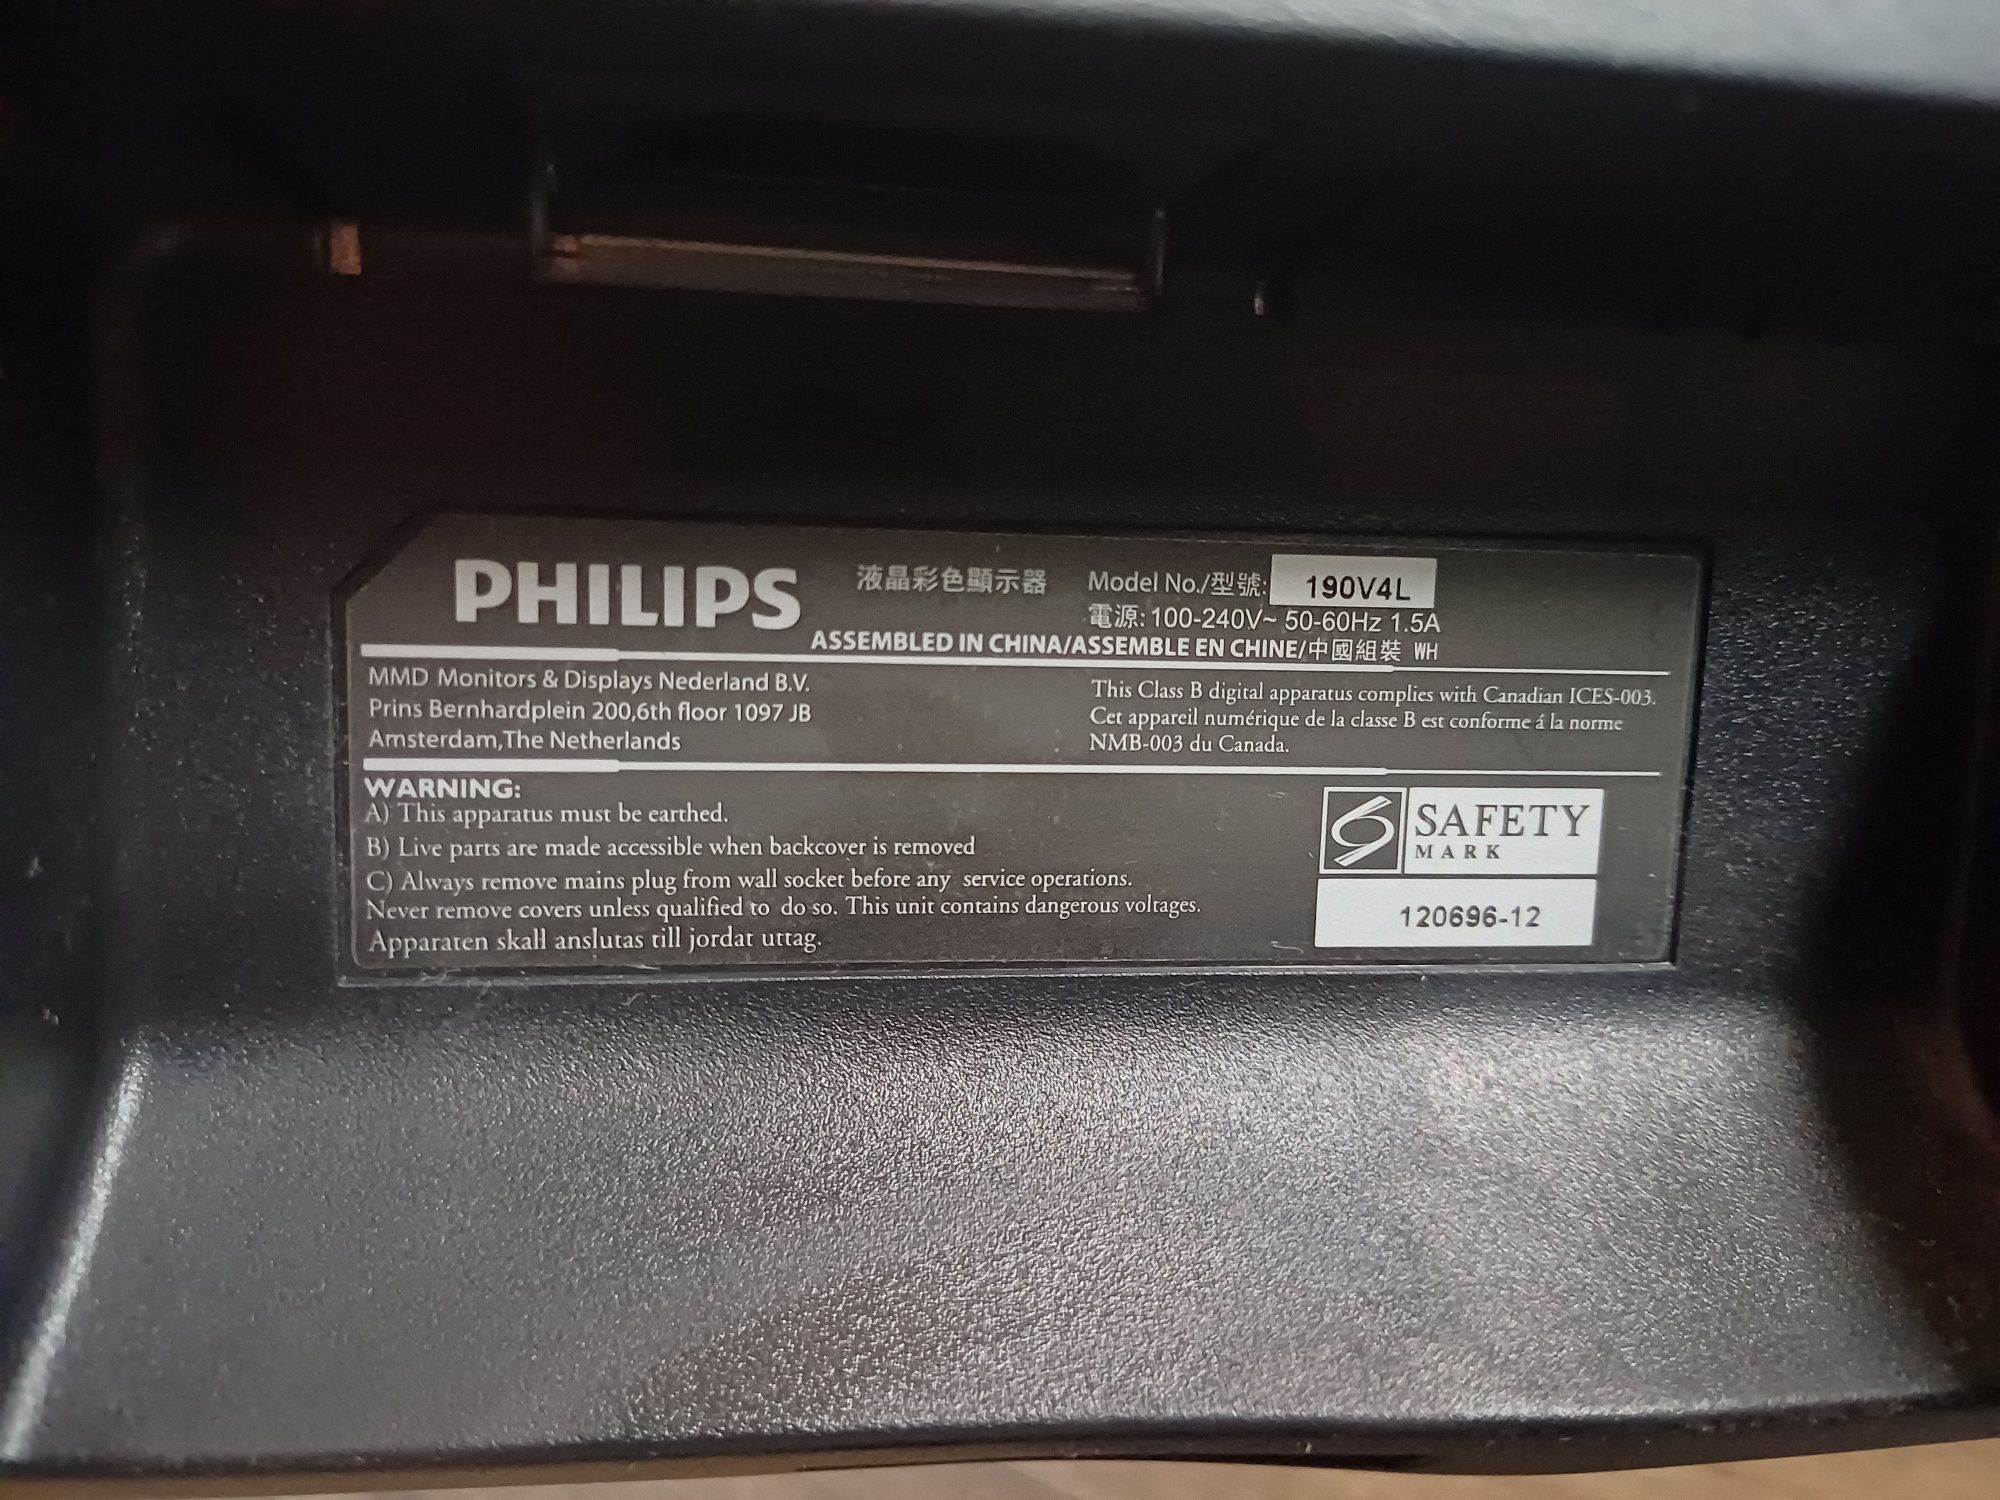 PHILIPS
液晶彩色顯示器
Model No./型號: 190V4L
電源: 100-240V~ 50-60Hz 1.5A
ASSEMBLED IN CHINA/ASSEMBLE EN CHINE/中國組裝 WH
MMD Monitors & Displays Nederland B.V.
Prins Bernhardplein 200,6th floor 1097 JB
Amsterdam,The Netherlands
This Class B digital apparatus complies with Canadian ICES-003.
Cet appareil numérique de la classe B est conforme á la norme
NMB-003 du Canada.
WARNING:
A) This apparatus must be earthed.
B) Live parts are made accessible when backcover is removed
C) Always remove mains plug from wall socket before any service operations.
Never remove covers unless qualified to do so. This unit contains dangerous voltages.
Apparaten skall anslutas till jordat uttag.
SAFETY
MARK
120696-12